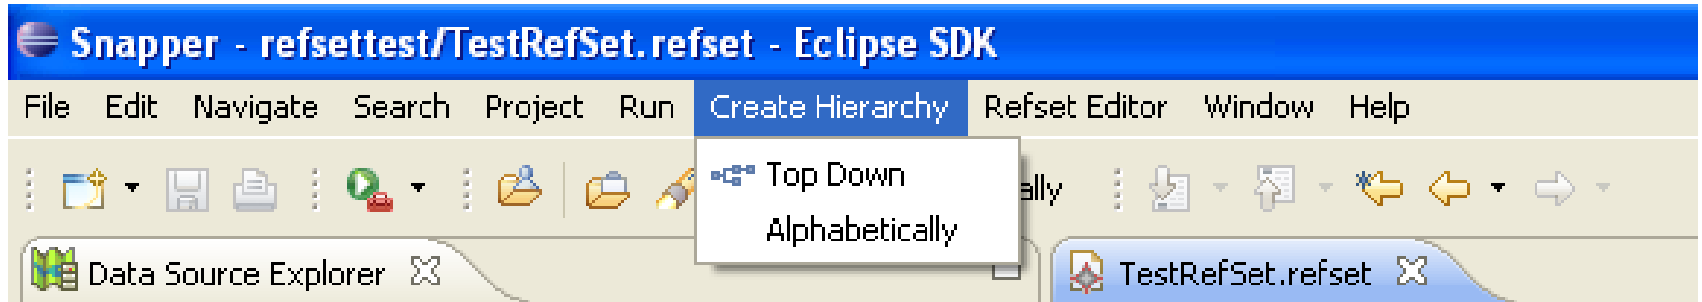 Snapper - refsettest/TestRefSet.refset - Eclipse SDK
File Edit Navigate Search Project Run Create Hierarchy Refset Editor Window Help
Top Down
ally
Alphabetically
Data Source Explorer
TestRefSet.refset